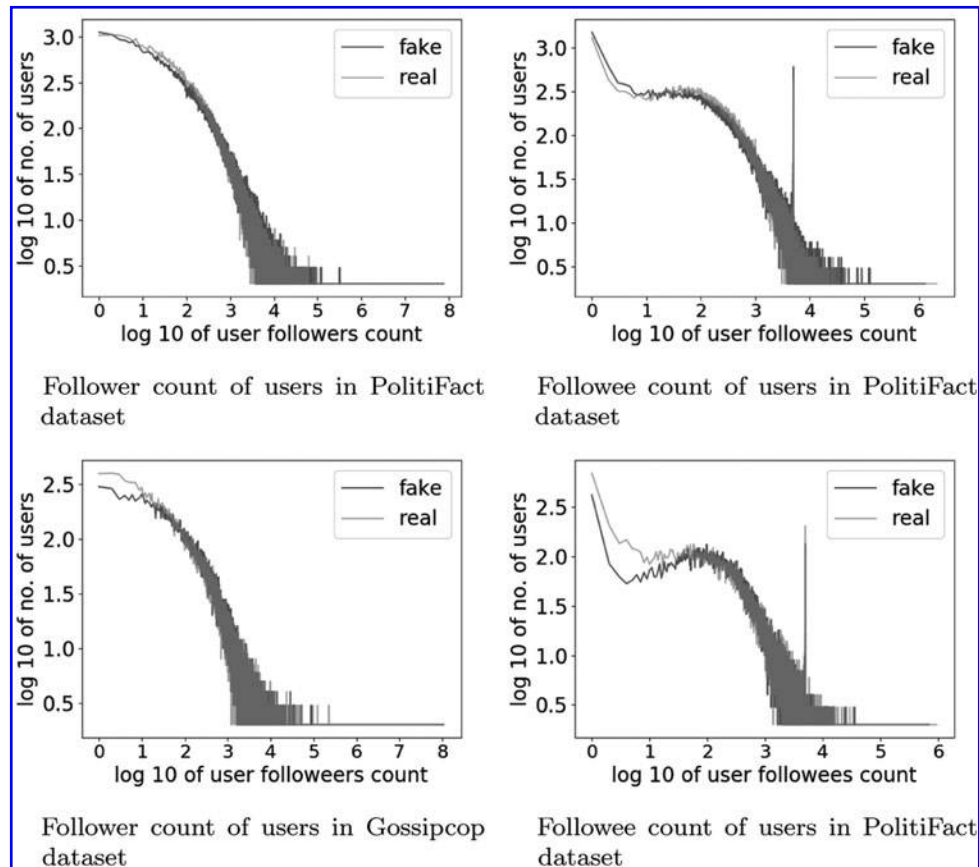 3.0
2.5
2.0
1.5
1.0
0.5
log 10 of no. of users
fake
real
0 1 2 3 4 5 6 7 8
log 10 of user followers count
Follower count of users in PolitiFact
dataset
3.0
2.5
2.0
1.5
1.0
0.5
log 10 of no. of users
fake
real
0 1 2 3 4 5 6
log 10 of user followees count
Followee count of users in PolitiFact
dataset
2.5
2.0
1.5
1.0
0.5
log 10 of no. of users
fake
real
0 1 2 3 4 5 6 7 8
log 10 of user followeers count
Follower count of users in Gossipcop
dataset
2.5
2.0
1.5
1.0
0.5
log 10 of no. of users
fake
real
0 1 2 3 4 5 6
log 10 of user followees count
Followee count of users in PolitiFact
dataset